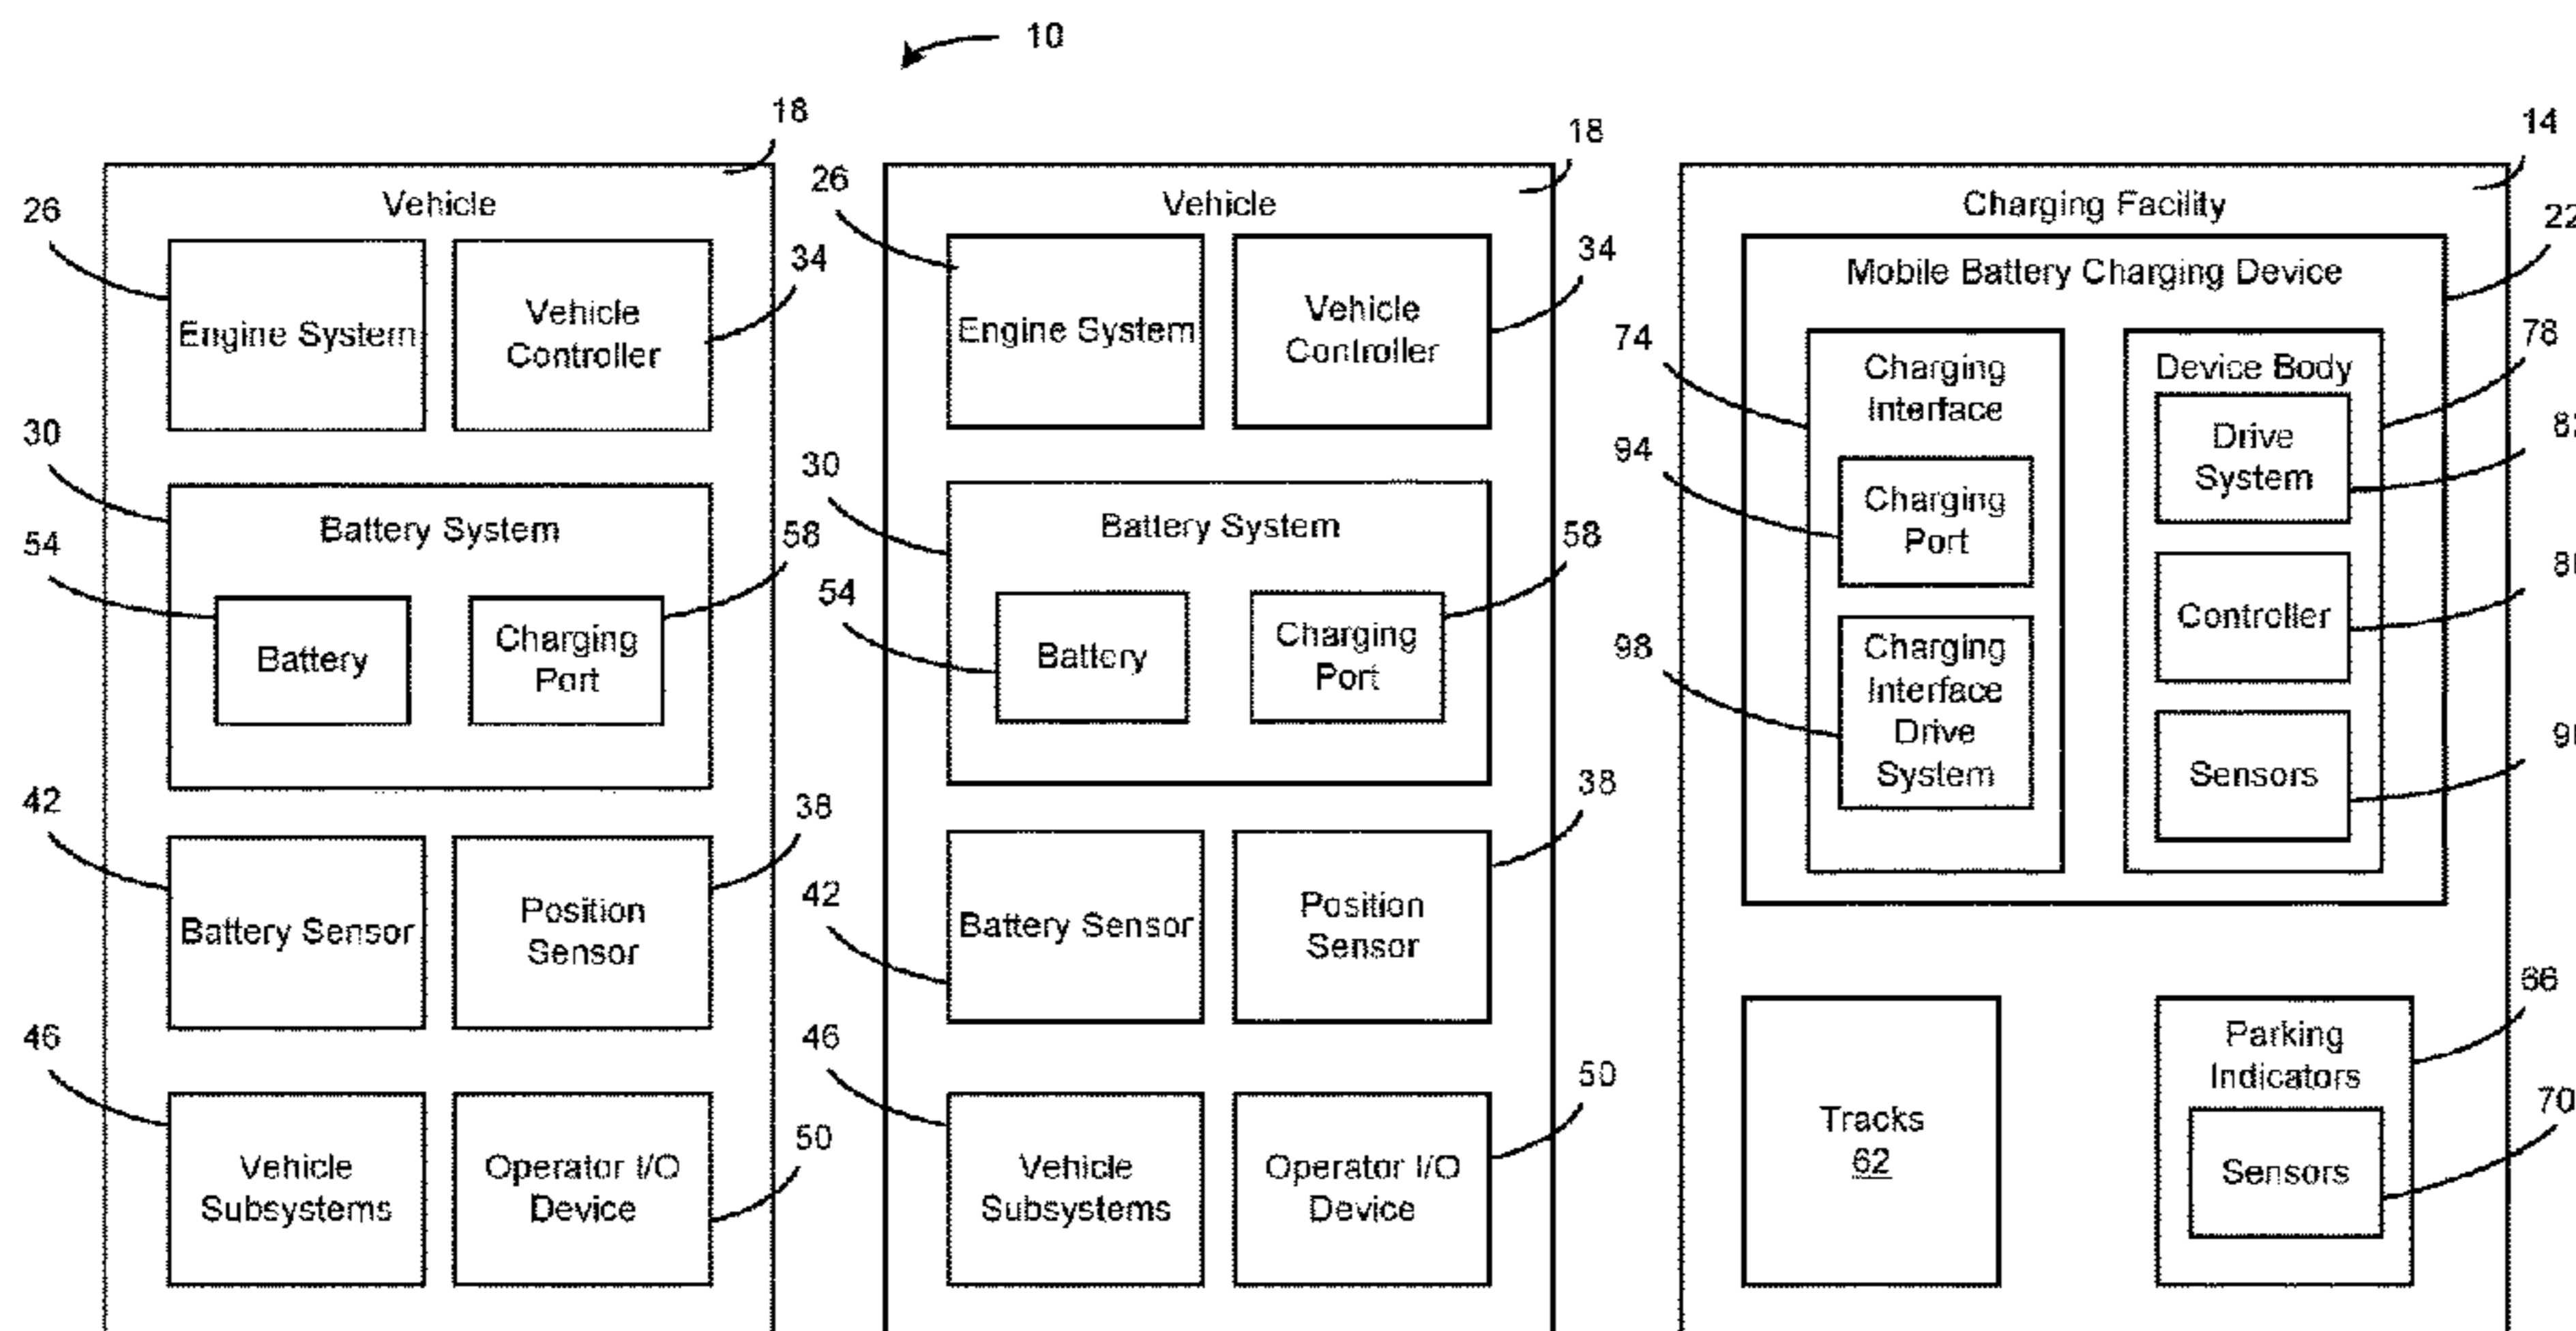 10
18
18
14
Vehicle
Vehicle
Charging Facility
26
26
22
34
34
Mobile Battery Charging Device
Engine System
Vehicle
Controller
Engine System
Vehicle
Controller
74
78
Charging
Interface
Device Body
30
30
94
Drive
System
Battery System
Battery System
Charging
Port
54
58
54
58
Battery
Charging
Port
Battery
Charging
Port
98
Controller
Charging
Interface
Drive
System
Sensors
42
38
42
38
Battery Sensor
Position
Sensor
Battery Sensor
Position
Sensor
66
46
46
50
50
Parking
Indicators
70
Vehicle
Subsystems
Operator I/O
Device
Vehicle
Subsystems
Operator I/O
Device
Tracks
62
Sensors